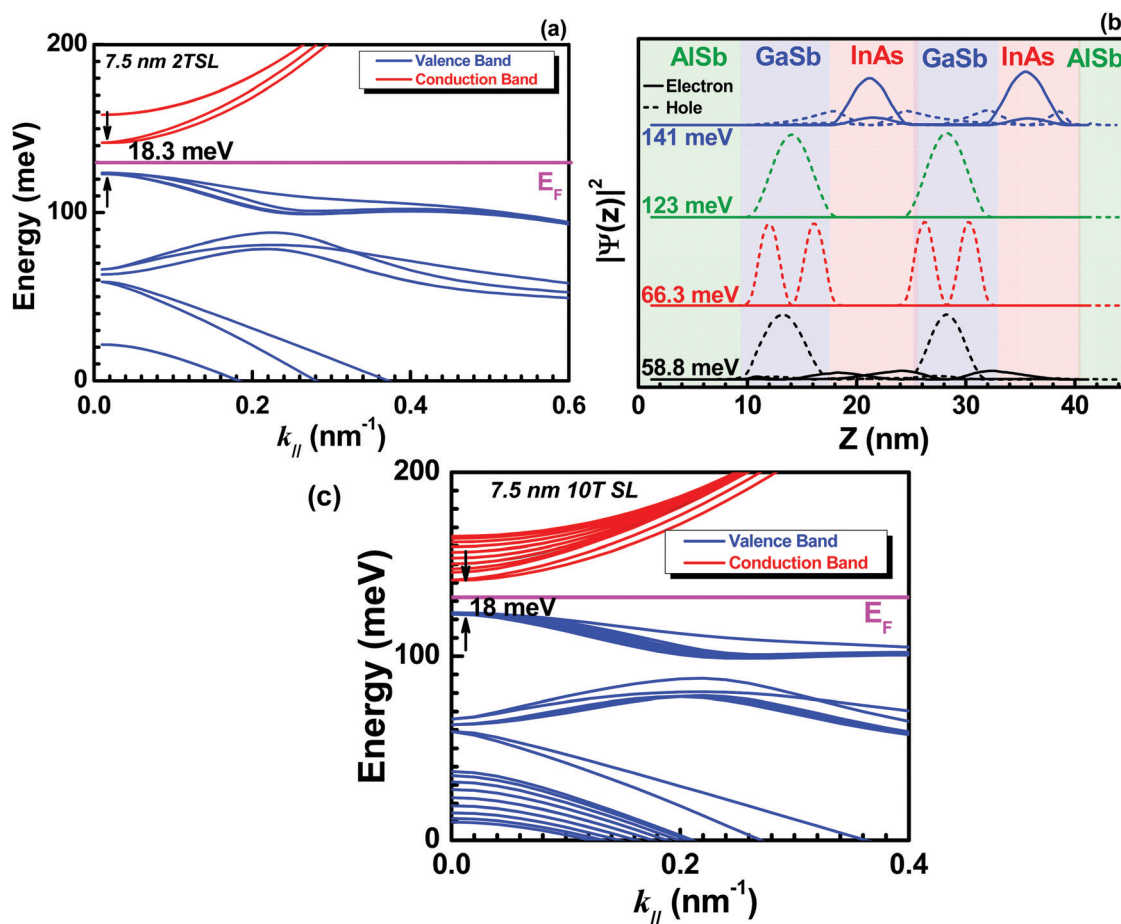 (a)
7.5 nm 2TSL
Valence Band
Conduction Band
18.3 meV
E_F
200
100
0
Energy (meV)
0.0 0.2 0.4 0.6
k// (nm-1)
(b)
AlSb GaSb InAs GaSb InAs AlSb
Electron
Hole
141 meV
123 meV
66.3 meV
58.8 meV
|Ψ(z)|²
0 10 20 30 40
Z (nm)
(c)
7.5 nm 10T SL
Valence Band
Conduction Band
18 meV
E_F
200
100
0
Energy (meV)
0.0 0.2 0.4
k// (nm-1)